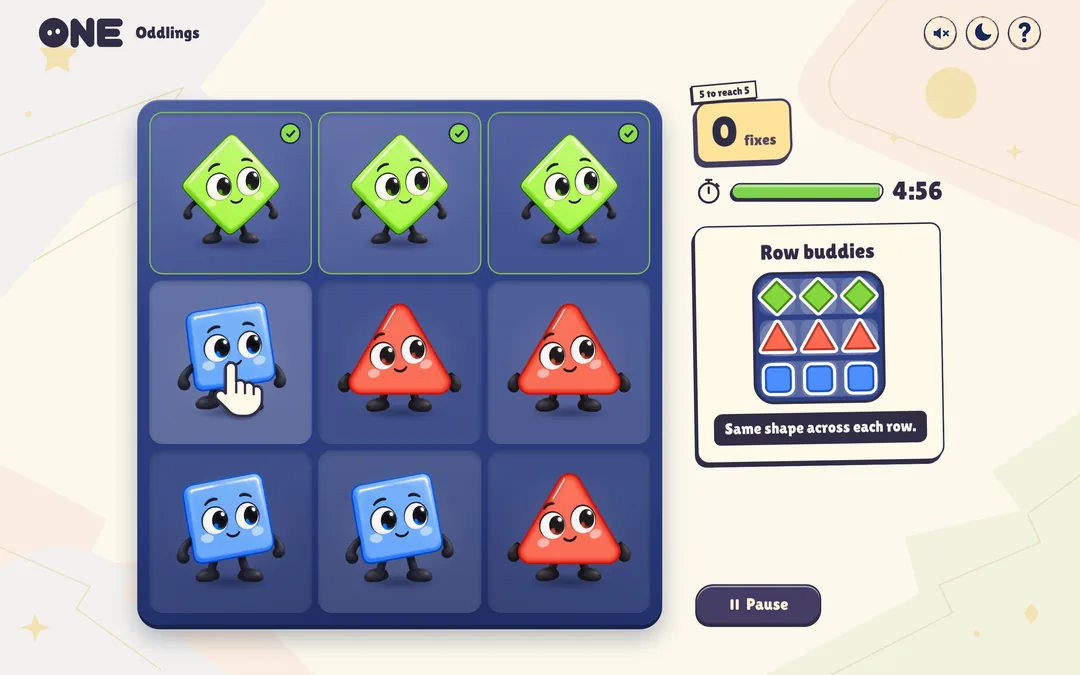 ONE Oddlings
?
5 to reach 5
0 fixes
4:56
Row buddies
Same shape across each row.
Pause